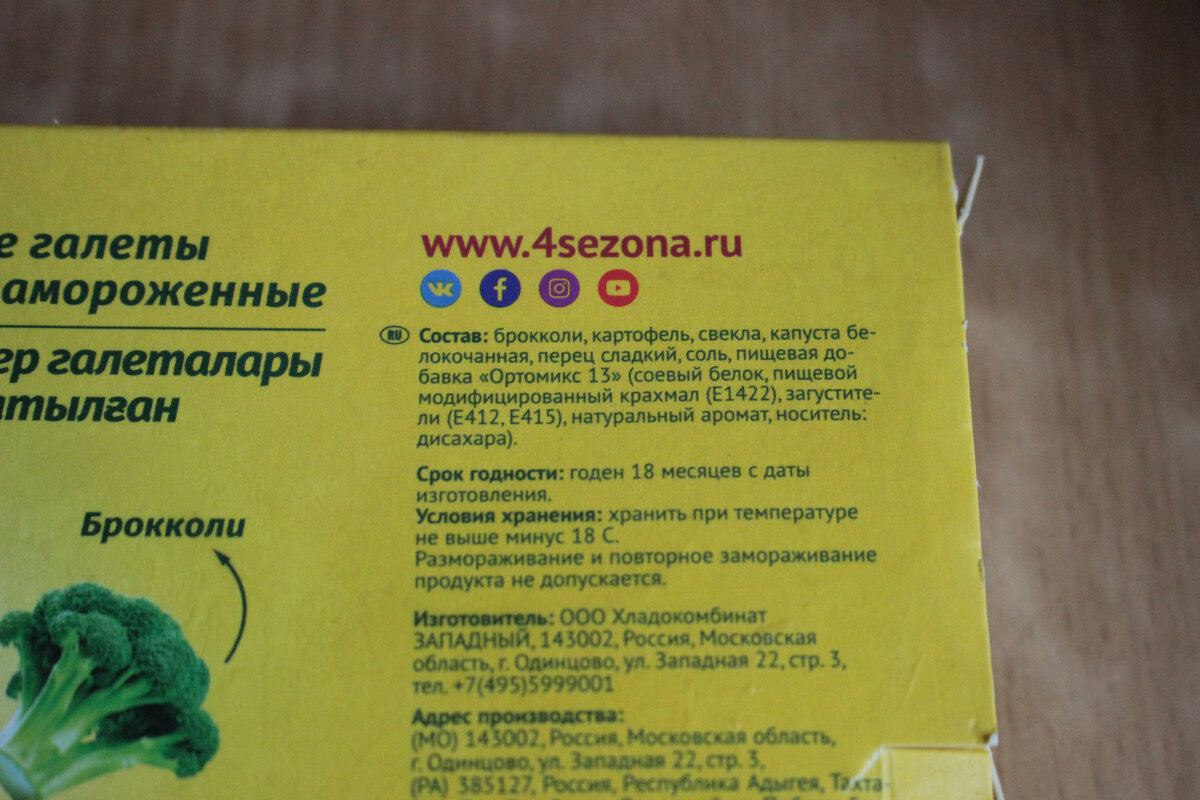 е галеты
амороженные
ер галеталары
тылған
Брокколи
www.4sezona.ru
RU Состав: брокколи, картофель, свекла, капуста бе-
локочанная, перец сладкий, соль, пищевая до-
бавка «Ортомикс 13» (соевый белок, пищевой
модифицированный крахмал (Е1422), загустите-
ли (Е412, Е415), натуральный аромат, носитель:
дисахара).
Срок годности: годен 18 месяцев с даты
изготовления.
Условия хранения: хранить при температуре
не выше минус 18 С.
Размораживание и повторное замораживание
продукта не допускается.
Изготовитель: ООО Хладокомбинат
ЗАПАДНЫЙ, 143002, Россия, Московская
область, г. Одинцово, ул. Западная 22, стр. 3,
тел. +7(495)5999001
Адрес производства:
(МО) 143002, Россия, Московская область,
г. Одинцово, ул. Западная 22, стр. 3,
(РА) 385127, Россия, Республика Адыгея, Тахта-